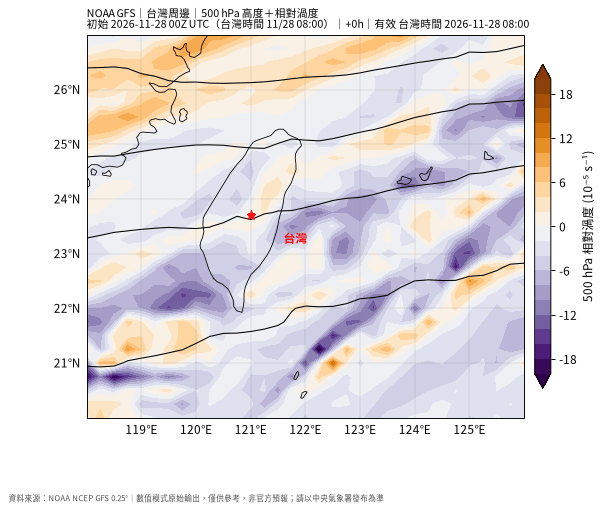 NOAA GFS｜台灣周邊｜500 hPa 高度＋相對渦度
初始 2026-11-28 00Z UTC（台灣時間 11/28 08:00）｜+0h｜有效 台灣時間 2026-11-28 08:00
26°N
25°N
24°N
23°N
22°N
21°N
119°E 120°E 121°E 122°E 123°E 124°E 125°E
台灣
18
12
6
0
-6
-12
-18
500 hPa 相對渦度 (10⁻⁵ s⁻¹)
資料來源：NOAA NCEP GFS 0.25°｜數值模式原始輸出，僅供參考，非官方預報；請以中央氣象署發布為準